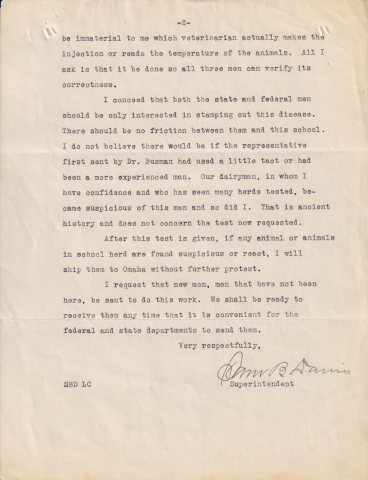 -2-
be immaterial to me which veterinarian actually makes the
injection or reads the temperature of the animals. All I
ask is that it be done so all three men can verify its
correctness.
I conceed that both the state and federal men
should be only interested in stamping out this disease.
There should be no friction between them and this school.
I do not believe there would be if the representative
first sent by Dr. Busman had used a little tact or had
been a more experienced man. Our dairyman, in whom I
have confidence and who has seen many herds tested, be-
came suspicious of this man and so did I. That is ancient
history and does not concern the test now requested.
After this test is given, if any animal or animals
in school herd are found suspicious or react, I will
ship them to Omaha without further protest.
I request that new men, men that have not been
here, be sent to do this work. We shall be ready to
receive them any time that it is convenient for the
federal and state departments to send them.
Very respectfully,
B. Davis
SBD LC Superintendent